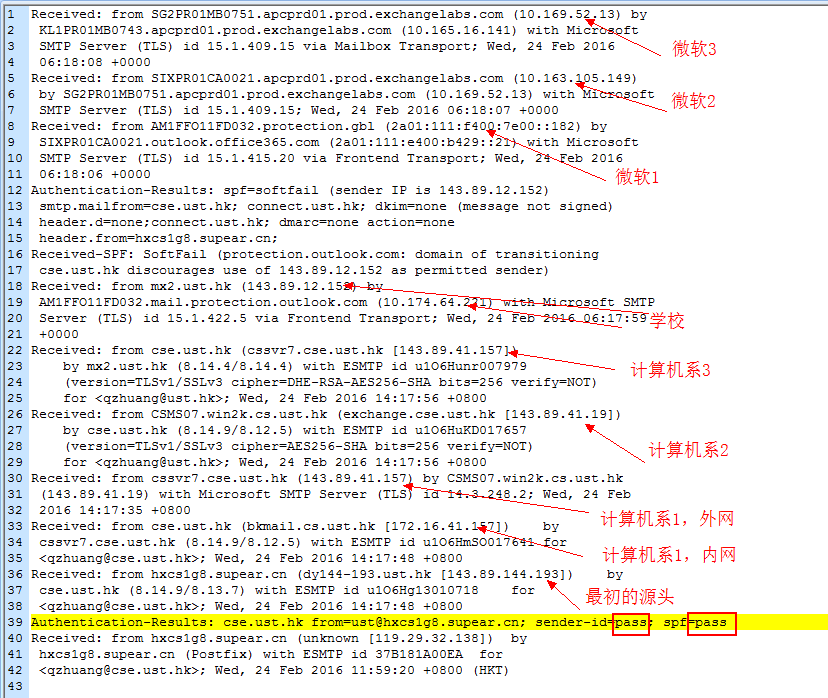 1 Received: from SG2PR01MB0751.apcprd01.prod.exchangelabs.com (10.169.52.13) by
2 KL1PR01MB0743.apcprd01.prod.exchangelabs.com (10.165.16.141) with Microsoft
3 SMTP Server (TLS) id 15.1.409.15 via Mailbox Transport; Wed, 24 Feb 2016
微软3
4 06:18:08 +0000
5 Received: from SIXPR01CA0021.apcprd01.prod.exchangelabs.com (10.163.105.149)
6 by SG2PR01MB0751.apcprd01.prod.exchangelabs.com (10.169.52.13) with Microsoft
微软2
7 SMTP Server (TLS) id 15.1.409.15; Wed, 24 Feb 2016 06:18:07 +0000
8 Received: from AM1FFO11FD032.protection.gbl (2a01:111:f400:7e00::182) by
9 SIXPR01CA0021.outlook.office365.com (2a01:111:e400:b429::21) with Microsoft
10 SMTP Server (TLS) id 15.1.415.20 via Frontend Transport; Wed, 24 Feb 2016
11 06:18:06 +0000
微软1
12 Authentication-Results: spf=softfail (sender IP is 143.89.12.152)
13 smtp.mailfrom=cse.ust.hk; connect.ust.hk; dkim=none (message not signed)
14 header.d=none;connect.ust.hk; dmarc=none action=none
15 header.from=hxcs1g8.supear.cn;
16 Received-SPF: SoftFail (protection.outlook.com: domain of transitioning
17 cse.ust.hk discourages use of 143.89.12.152 as permitted sender)
18 Received: from mx2.ust.hk (143.89.12.152) by
19 AM1FFO11FD032.mail.protection.outlook.com (10.174.64.221) with Microsoft SMTP
20 Server (TLS) id 15.1.422.5 via Frontend Transport; Wed, 24 Feb 2016 06:17:59
学校
21 +0000
22 Received: from cse.ust.hk (cssvr7.cse.ust.hk [143.89.41.157])
23 by mx2.ust.hk (8.14.4/8.14.4) with ESMTP id u1O6Hunr007979
计算机系3
24 (version=TLSv1/SSLv3 cipher=DHE-RSA-AES256-SHA bits=256 verify=NOT)
25 for <qzhuang@ust.hk>; Wed, 24 Feb 2016 14:17:56 +0800
26 Received: from CSMS07.win2k.cs.ust.hk (exchange.cse.ust.hk [143.89.41.19])
27 by cse.ust.hk (8.14.9/8.12.5) with ESMTP id u1O6HuKD017657
28 (version=TLSv1/SSLv3 cipher=AES256-SHA bits=256 verify=NOT)
计算机系2
29 for <qzhuang@ust.hk>; Wed, 24 Feb 2016 14:17:56 +0800
30 Received: from cssvr7.cse.ust.hk (143.89.41.157) by CSMS07.win2k.cs.ust.hk
31 (143.89.41.19) with Microsoft SMTP Server (TLS) id 14.3.248.2; Wed, 24 Feb
32 2016 14:17:35 +0800
计算机系1，外网
33 Received: from cse.ust.hk (bkmail.cs.ust.hk [172.16.41.157]) by
34 cssvr7.cse.ust.hk (8.14.9/8.12.5) with ESMTP id u1O6HmSO017641 for
计算机系1，内网
35 <qzhuang@cse.ust.hk>; Wed, 24 Feb 2016 14:17:48 +0800
36 Received: from hxcs1g8.supear.cn (dy144-193.ust.hk [143.89.144.193]) by
37 cse.ust.hk (8.14.9/8.13.7) with ESMTP id u1O6Hg13010718 for
最初的源头
38 <qzhuang@cse.ust.hk>; Wed, 24 Feb 2016 14:17:48 +0800
39 Authentication-Results: cse.ust.hk from=ust@hxcs1g8.supear.cn; sender-id=pass; spf=pass
40 Received: from hxcs1g8.supear.cn (unknown [119.29.32.138]) by
41 hxcs1g8.supear.cn (Postfix) with ESMTP id 37B181A00EA for
42 <qzhuang@cse.ust.hk>; Wed, 24 Feb 2016 11:59:20 +0800 (HKT)
43